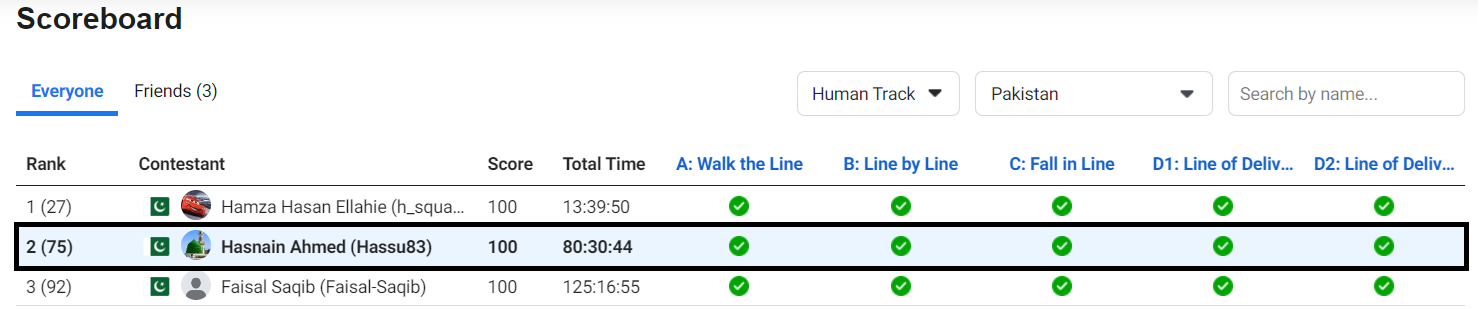 Scoreboard
Everyone Friends (3) Human Track Pakistan Search by name...
Rank Contestant Score Total Time A: Walk the Line B: Line by Line C: Fall in Line D1: Line of Deliv... D2: Line of Deliv...
1 (27) Hamza Hasan Ellahie (h_squa... 100 13:39:50
2 (75) Hasnain Ahmed (Hassu83) 100 80:30:44
3 (92) Faisal Saqib (Faisal-Saqib) 100 125:16:55